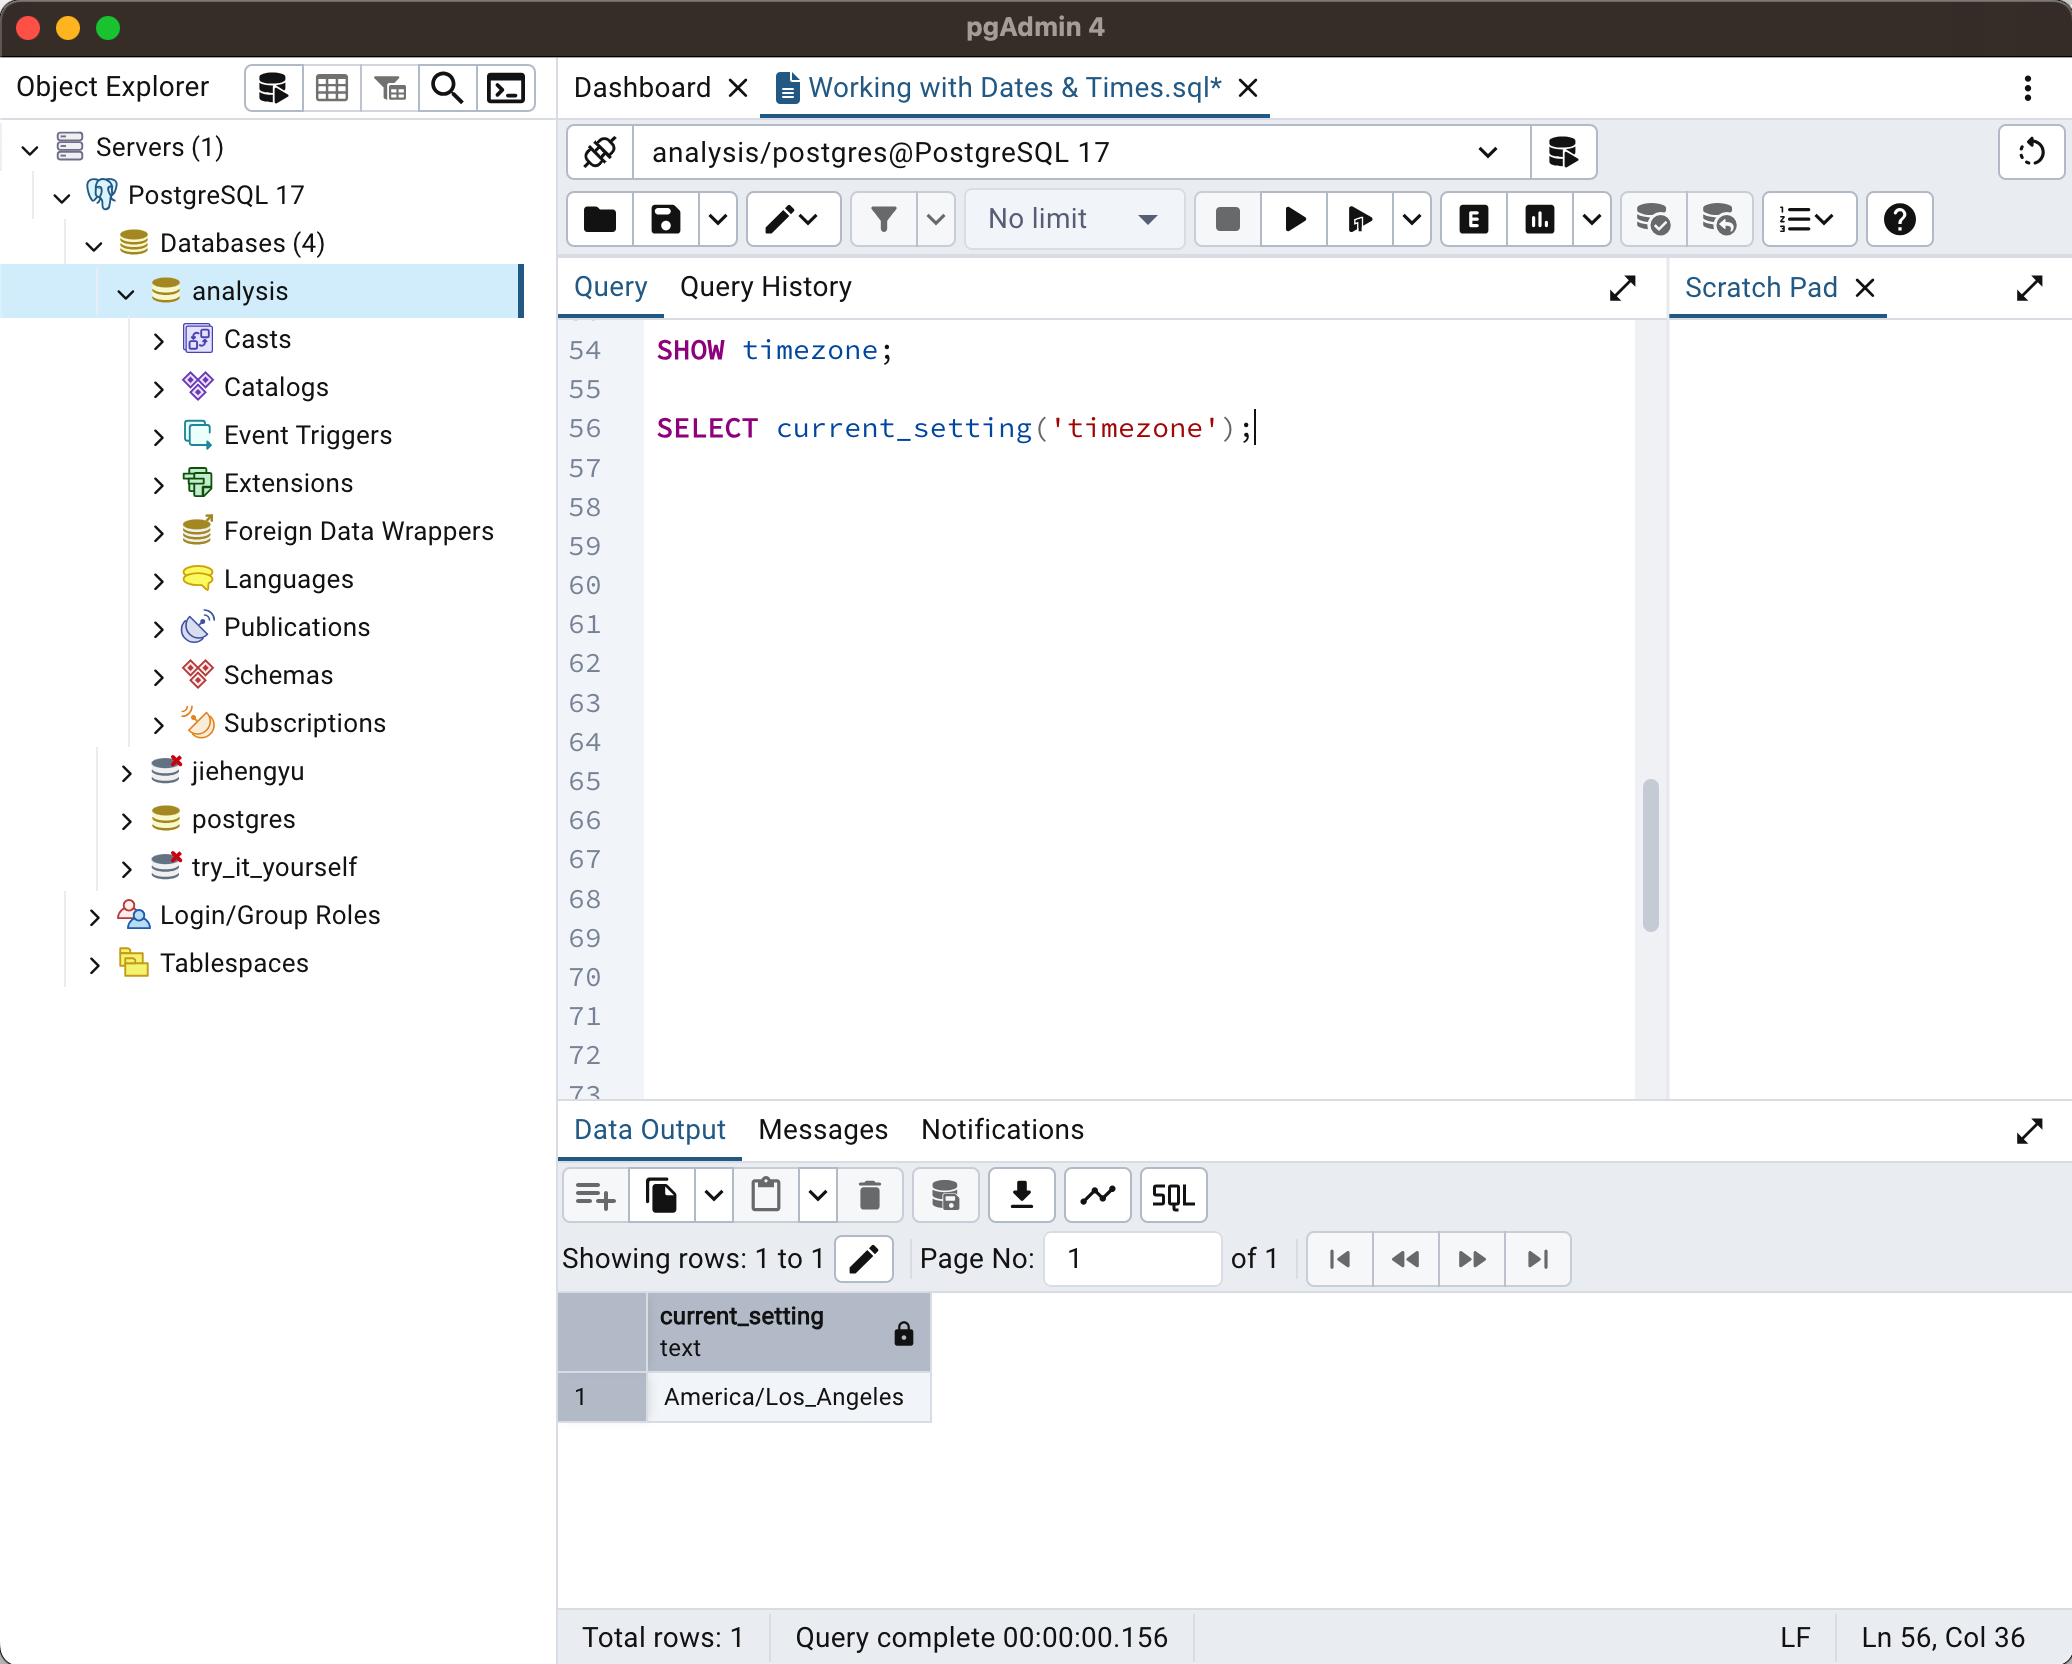 pgAdmin 4
Object Explorer
Servers (1)
PostgreSQL 17
Databases (4)
analysis
Casts
Catalogs
Event Triggers
Extensions
Foreign Data Wrappers
Languages
Publications
Schemas
Subscriptions
jiehengyu
postgres
try_it_yourself
Login/Group Roles
Tablespaces
Dashboard
Working with Dates & Times.sql*
analysis/postgres@PostgreSQL 17
No limit
E
Query
Query History
Scratch Pad
54 SHOW timezone;
55
56 SELECT current_setting('timezone');
57
58
59
60
61
62
63
64
65
66
67
68
69
70
71
72
73
Data Output
Messages
Notifications
SQL
Showing rows: 1 to 1
Page No: 1 of 1
current_setting
text
1 America/Los_Angeles
Total rows: 1
Query complete 00:00:00.156
LF
Ln 56, Col 36